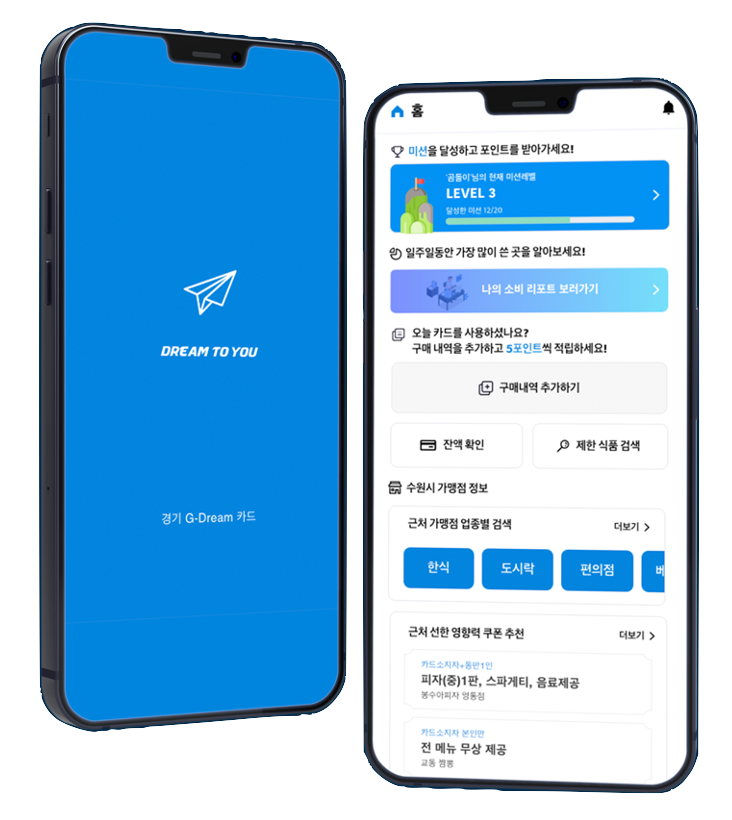 DREAM TO YOU
경기 G-Dream 카드
홈
미션을 달성하고 포인트를 받아가세요!
'곰돌이'님의 현재 미션레벨
LEVEL 3
달성한 미션 12/20
일주일동안 가장 많이 쓴 곳을 알아보세요!
나의 소비 리포트 보러가기
오늘 카드를 사용하셨나요?
구매 내역을 추가하고 5포인트씩 적립하세요!
구매내역 추가하기
잔액 확인
제한 식품 검색
수원시 가맹점 정보
근처 가맹점 업종별 검색
더보기
한식
도시락
편의점
베
근처 선한 영향력 쿠폰 추천
더보기
카드소지자+동반1인
피자(중)1판, 스파게티, 음료제공
봉수아피자 영통점
카드소지자 본인만
전 메뉴 무상 제공
교동 짬뽕